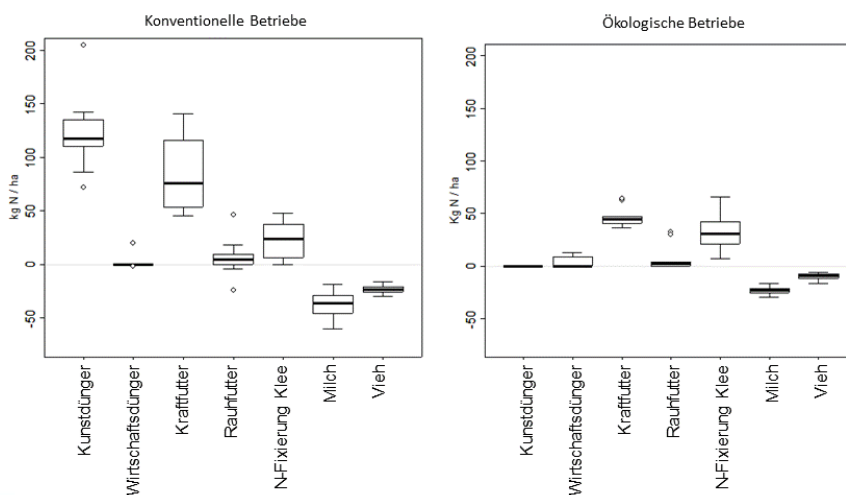 Konventionelle Betriebe
kg N / ha
200
150
100
50
0
-50
Kunstdünger
Wirtschaftsdünger
Kraftfutter
Rauhfutter
N-Fixierung Klee
Milch
Vieh
Ökologische Betriebe
Kg N / ha
200
150
100
50
0
-50
Kunstdünger
Wirtschaftsdünger
Kraftfutter
Rauhfutter
N-Fixierung Klee
Milch
Vieh